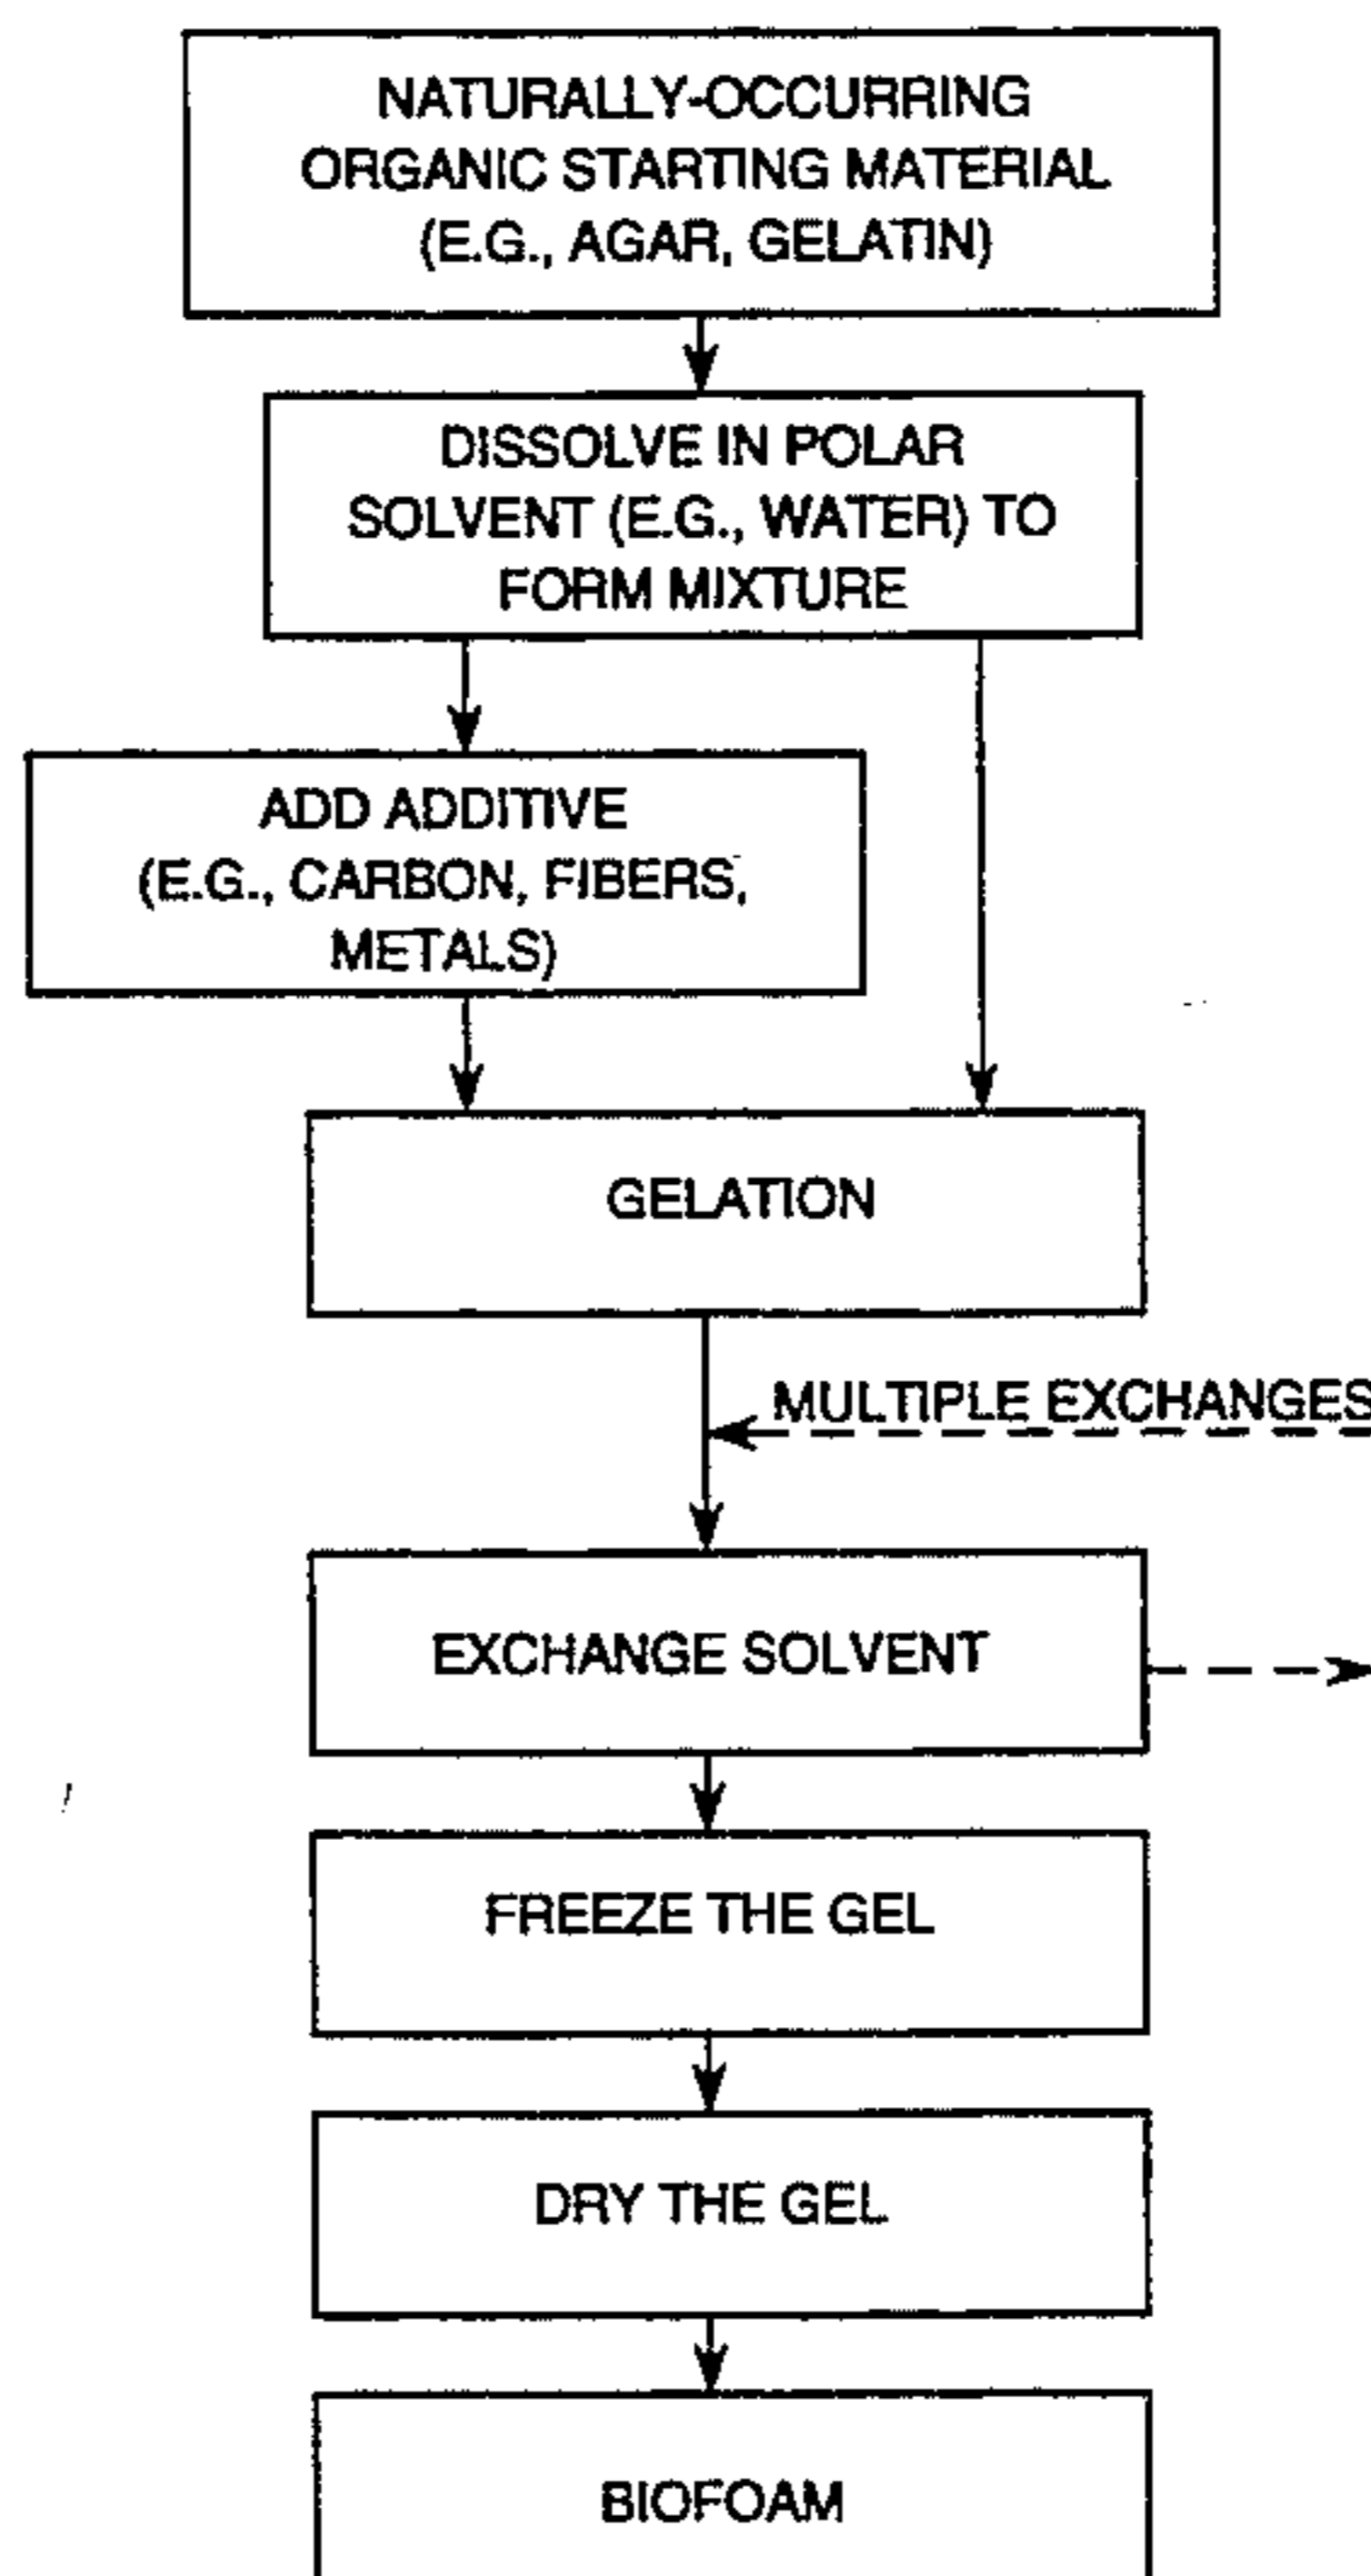 NATURALLY-OCCURRING
ORGANIC STARTING MATERIAL
(E.G., AGAR, GELATIN)
DISSOLVE IN POLAR
SOLVENT (E.G., WATER) TO
FORM MIXTURE
ADD ADDITIVE
(E.G., CARBON, FIBERS,
METALS)
GELATION
MULTIPLE EXCHANGES
EXCHANGE SOLVENT
FREEZE THE GEL
DRY THE GEL
BIOFOAM